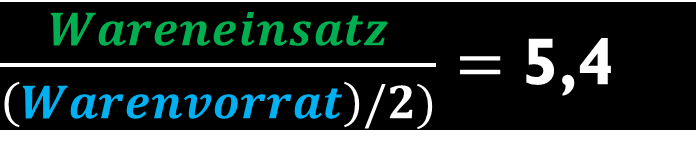 Wareneinsatz
(Warenvorrat)/2) = 5,4